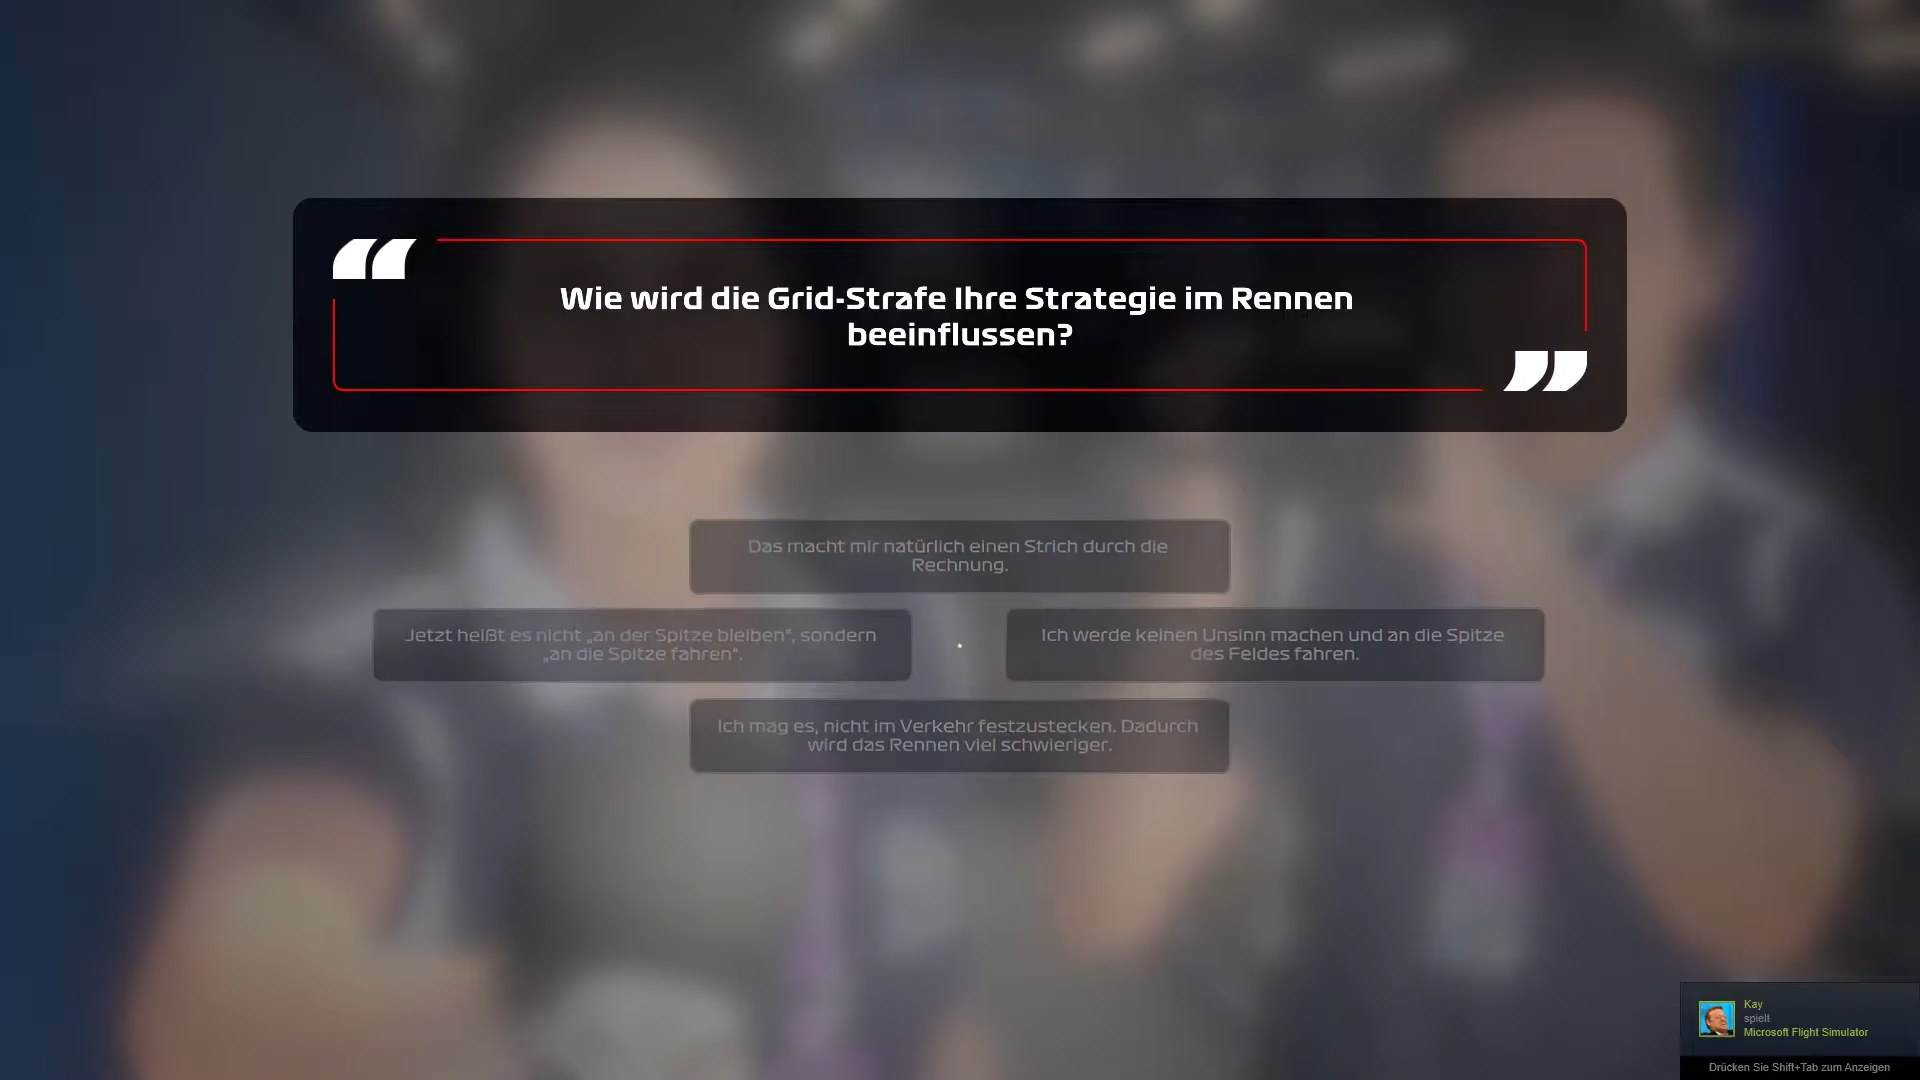 Wie wird die Grid-Strafe Ihre Strategie im Rennen
beeinflussen?
Das macht mir natürlich einen Strich durch die
Rechnung.
Jetzt heißt es nicht „an der Spitze bleiben“, sondern
„an die Spitze fahren“.
Ich werde keinen Unsinn machen und an die Spitze
des Feldes fahren.
Ich mag es, nicht im Verkehr festzustecken. Dadurch
wird das Rennen viel schwieriger.
Kay
spielt
Microsoft Flight Simulator
Drücken Sie Shift+Tab zum Anzeigen